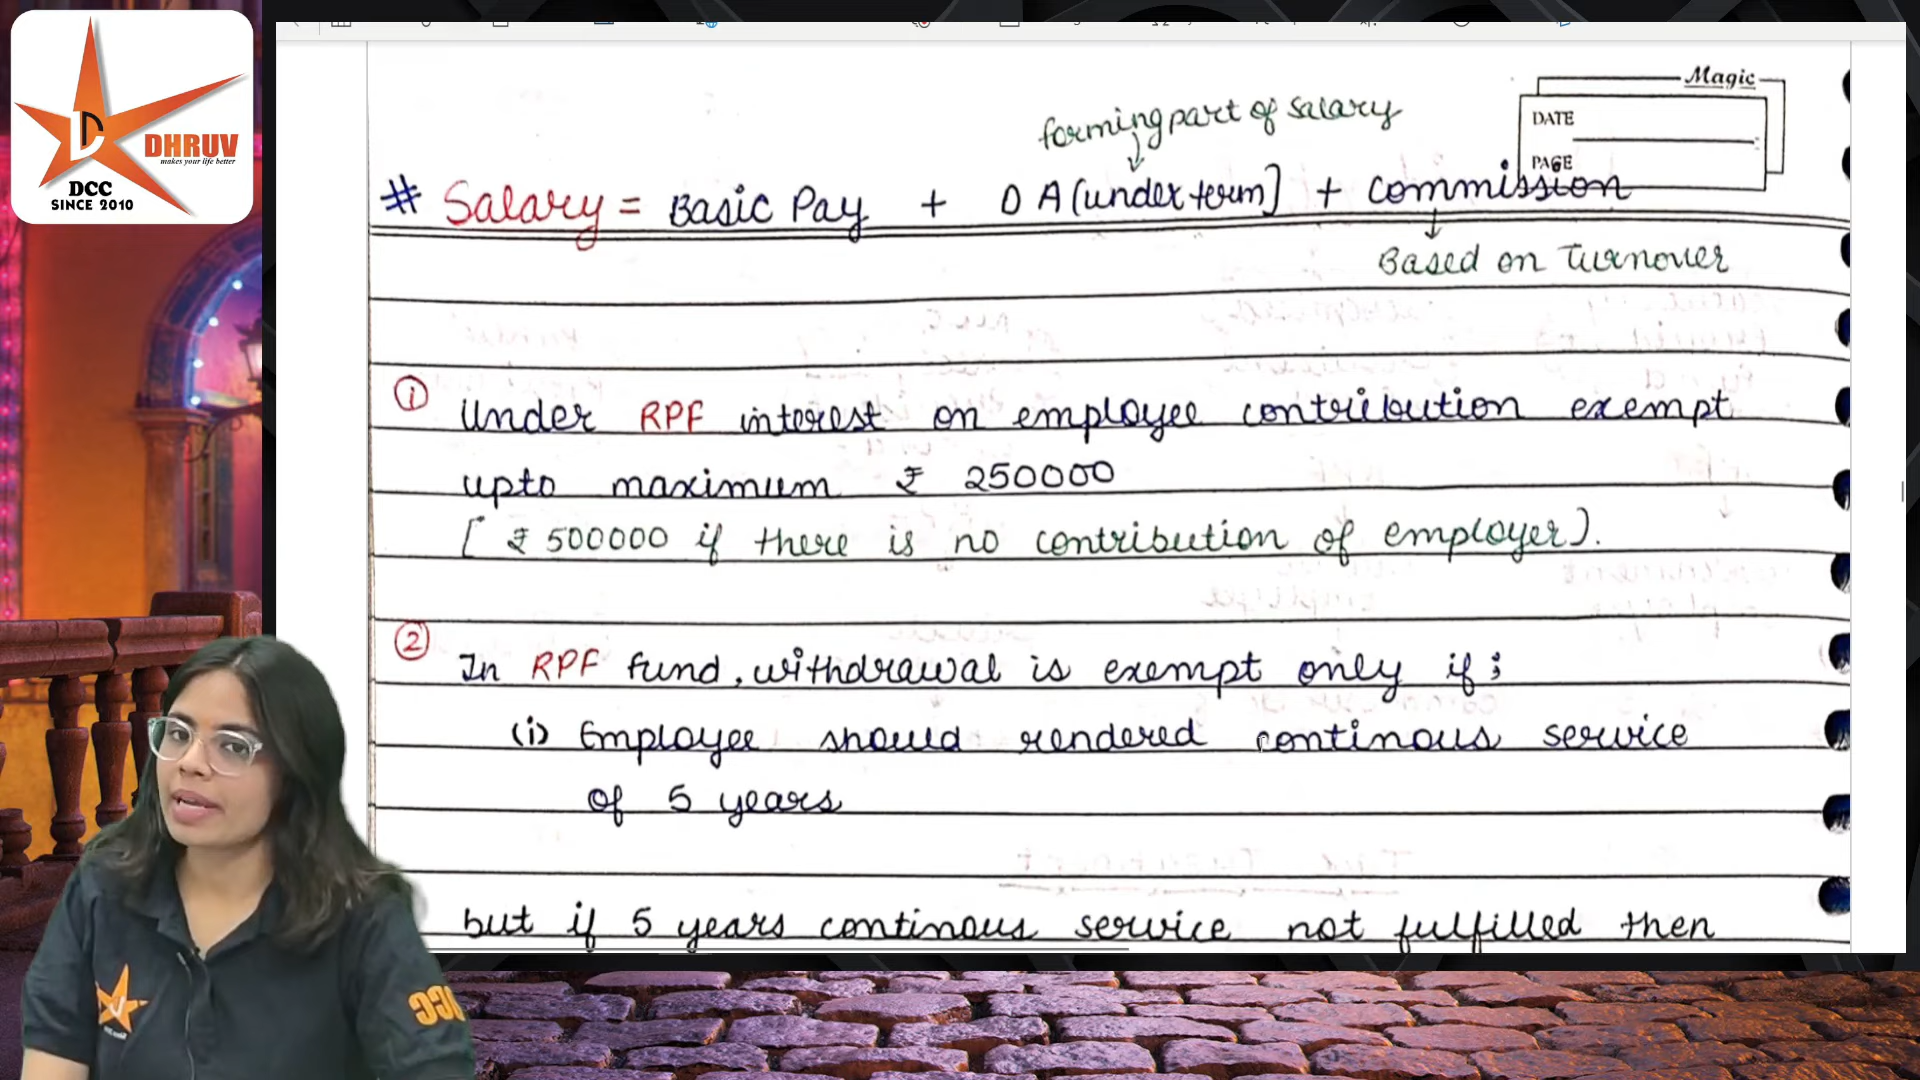 DHRUV
makes your life better
DCC
SINCE 2010
Magic
DATE
PAGE
forming part of salary
# Salary = Basic Pay + DA (under term] + commission
Based on Turnover
① Under RPF interest on employee contribution exempt
upto maximum ₹ 250000
[ ₹ 500000 if there is no contribution of employer).
② In RPF fund, withdrawal is exempt only if ;
(i) Employee should rendered continous service
of 5 years
but if 5 years continous service not fulfilled then